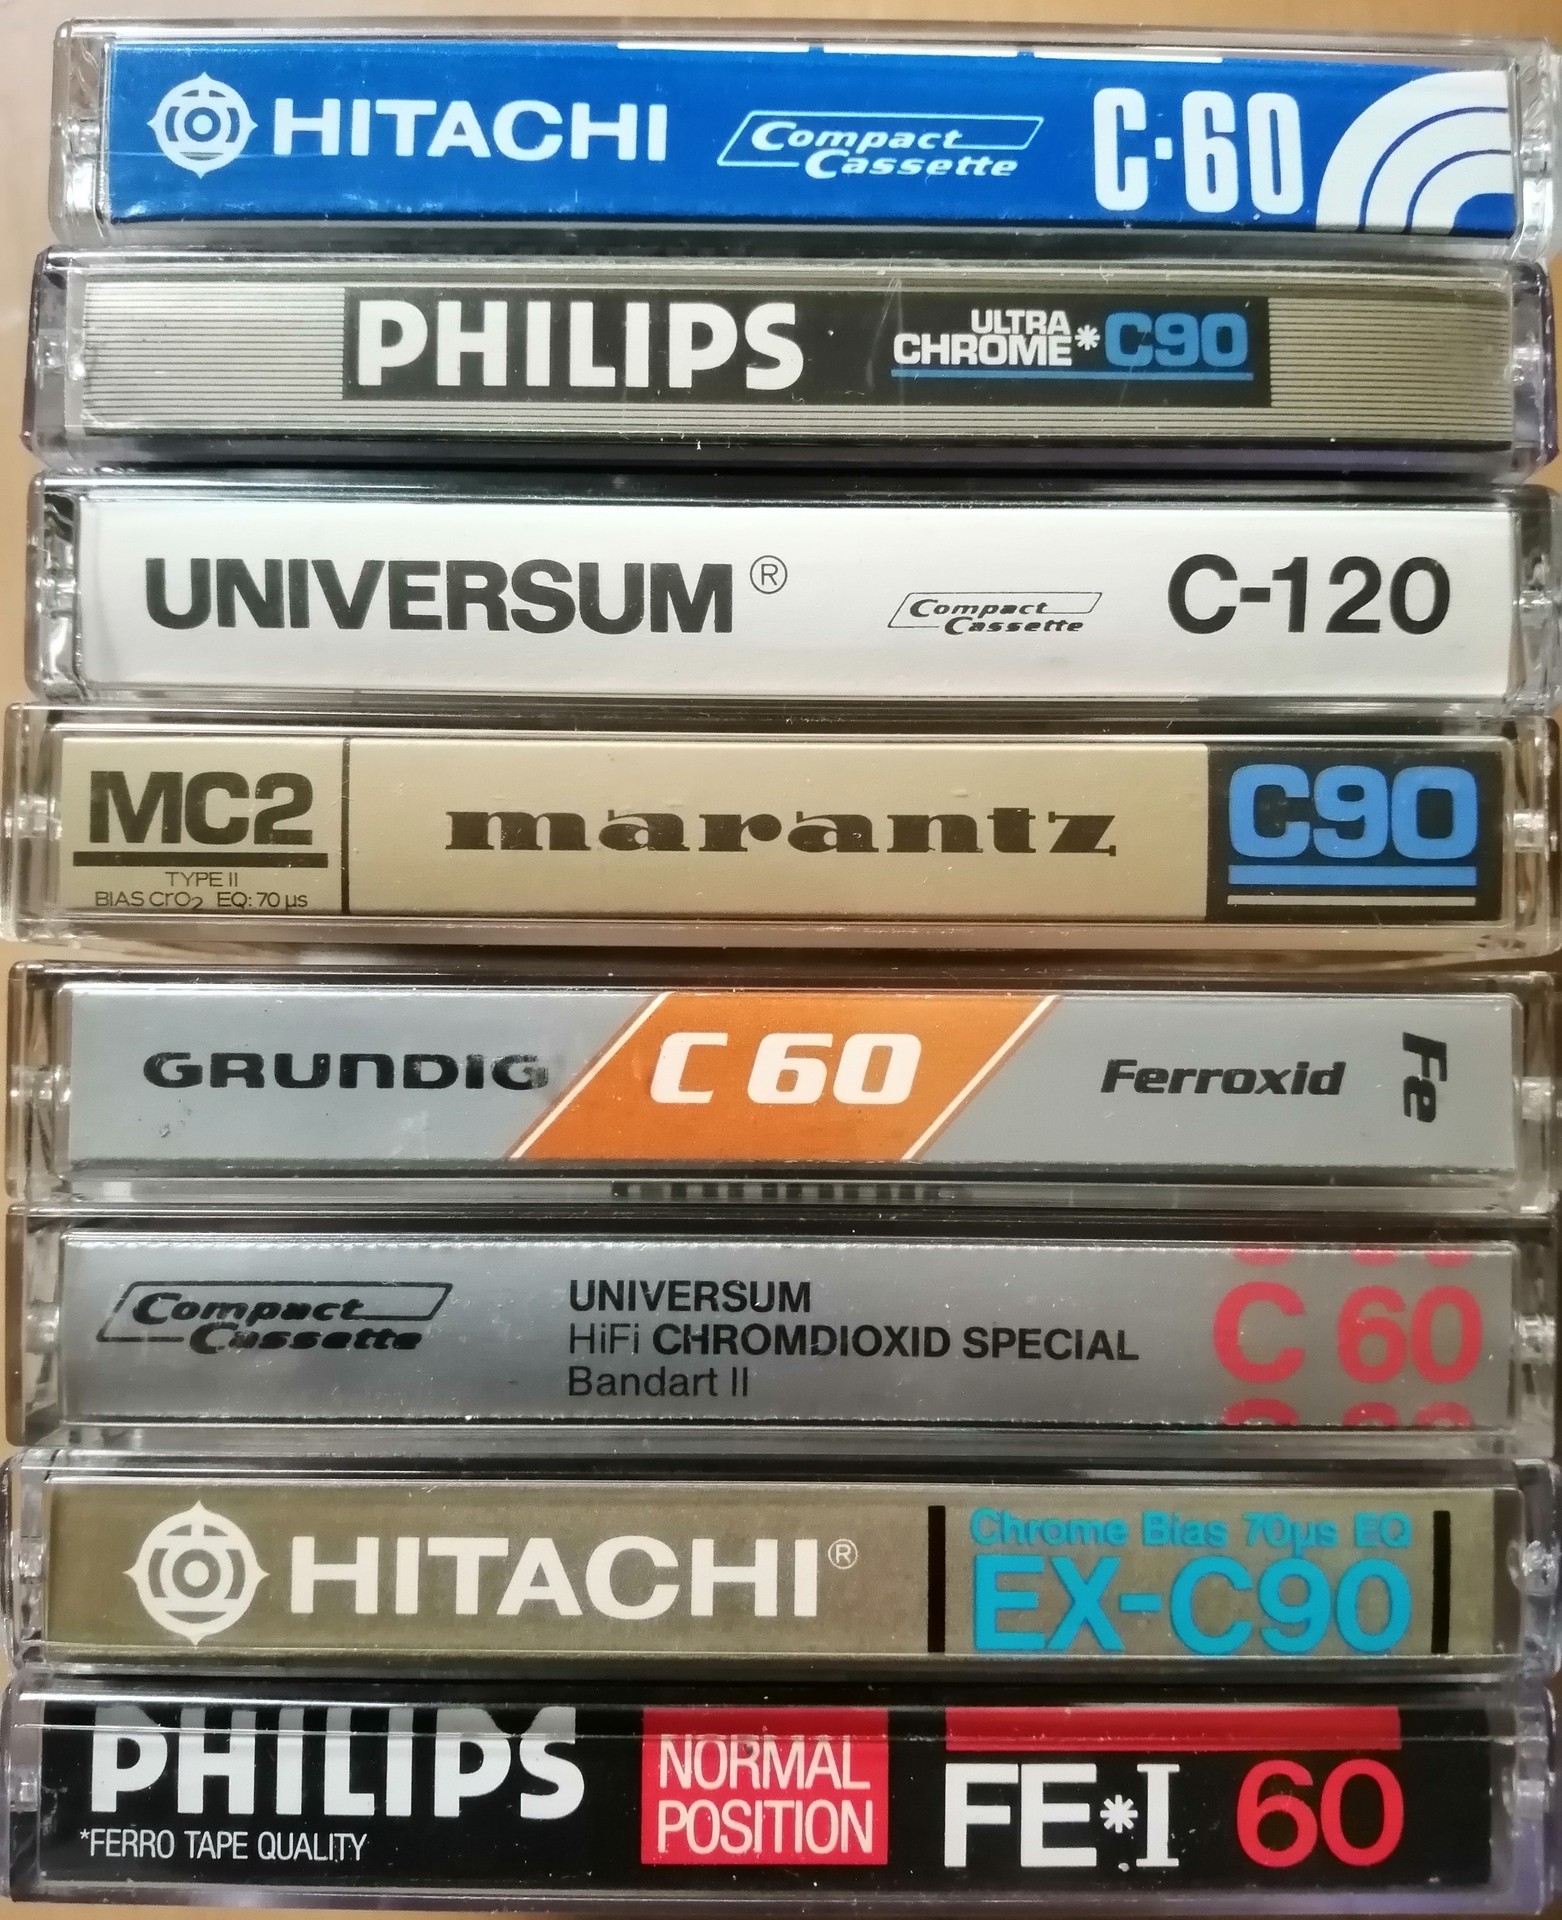 HITACHI Compact Cassette C·60
PHILIPS ULTRA CHROME* C90
UNIVERSUM® Compact Cassette C-120
MC2 marantz C90
TYPE II
BIAS CrO2 EQ: 70 µs
GRUNDIG C 60 Ferroxid Fe
Compact Cassette
UNIVERSUM
HiFi CHROMDIOXID SPECIAL
Bandart II
C 60
HITACHI®
Chrome Bias 70µs EQ
EX-C90
PHILIPS
*FERRO TAPE QUALITY
NORMAL
POSITION
FE*I 60